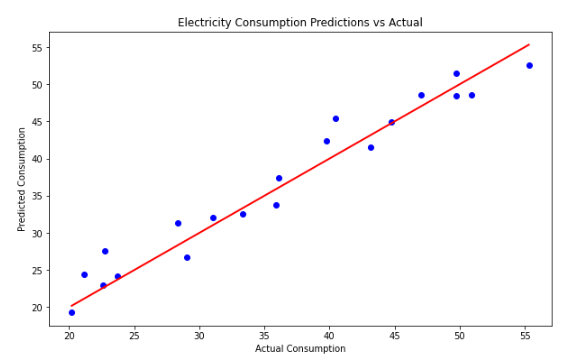 Electricity Consumption Predictions vs Actual
Predicted Consumption
55
50
45
40
35
30
25
20
20 25 30 35 40 45 50 55
Actual Consumption